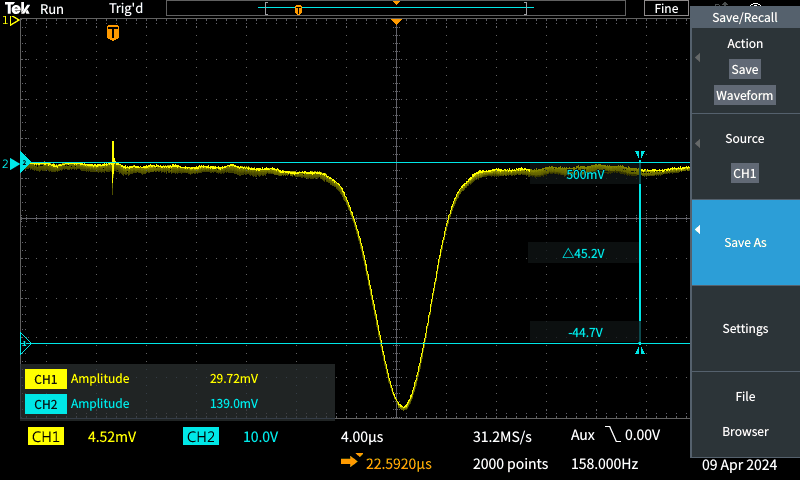 Tek Run Trig'd Fine
T
T
Save/Recall
Action
Save
Waveform
Source
CH1
Save As
Settings
File
Browser
1
2
2
500mV
△45.2V
-44.7V
1
CH1 Amplitude 29.72mV
CH2 Amplitude 139.0mV
CH1 4.52mV CH2 10.0V 4.00µs 31.2MS/s Aux 0.00V
22.5920µs 2000 points 158.000Hz 09 Apr 2024